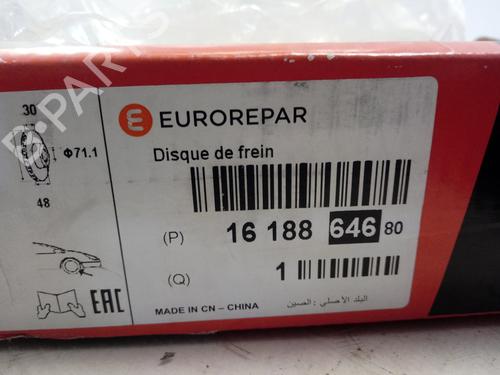 30
EUROREPAR
Φ71.1
Disque de frein
48
(P) 16 188 646 80
(Q) 1
EAC
MADE IN CN – CHINA
البلد الأصلي : الصين
B-PARTS